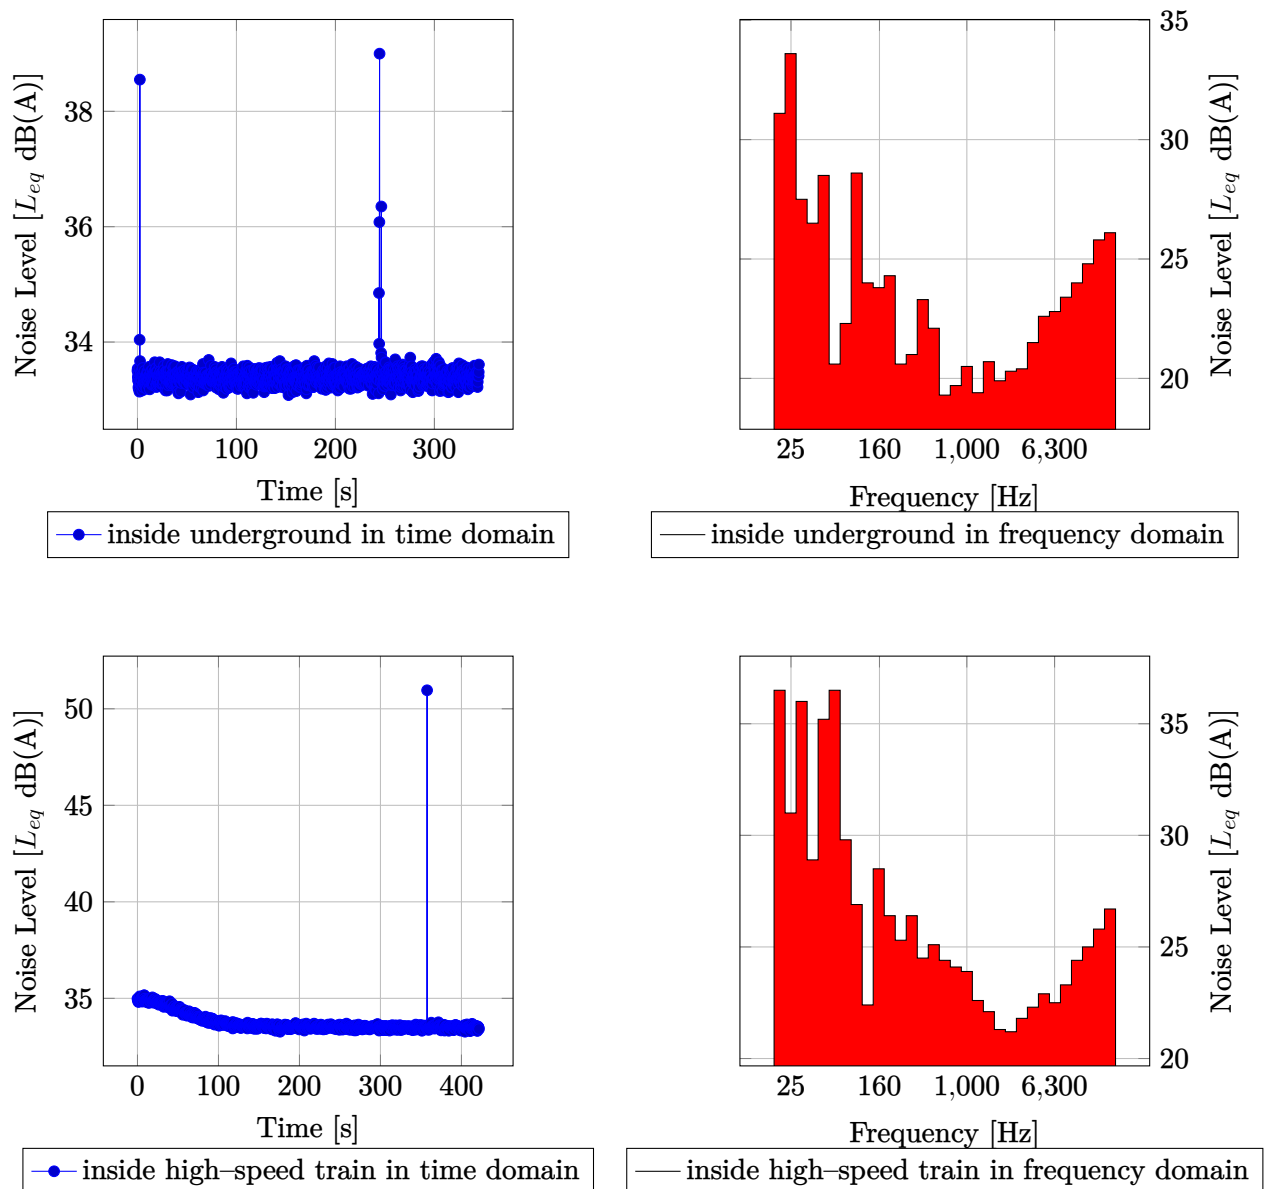 Noise Level [L_eq dB(A)]
38
36
34
0 100 200 300
Time [s]
inside underground in time domain
35
30
25
20
Noise Level [L_eq dB(A)]
25 160 1,000 6,300
Frequency [Hz]
inside underground in frequency domain
Noise Level [L_eq dB(A)]
50
45
40
35
0 100 200 300 400
Time [s]
inside high–speed train in time domain
35
30
25
20
Noise Level [L_eq dB(A)]
25 160 1,000 6,300
Frequency [Hz]
inside high–speed train in frequency domain